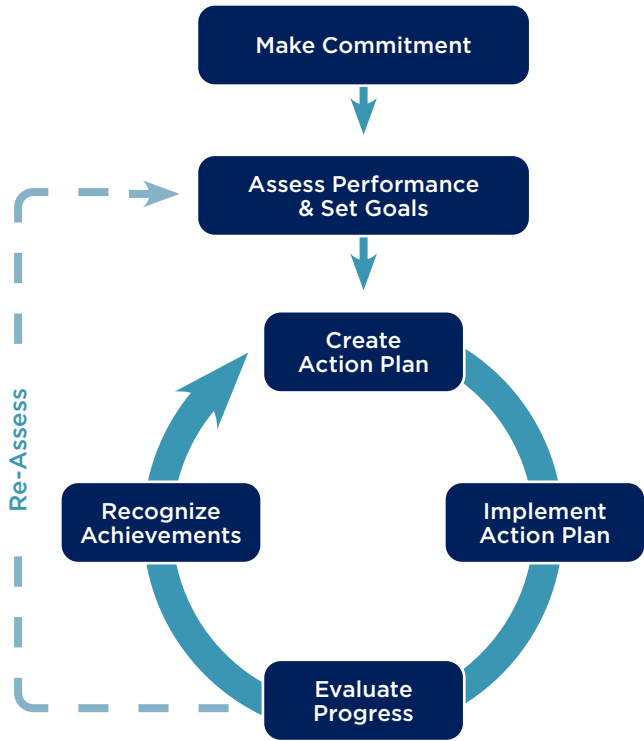 Make Commitment
Assess Performance
& Set Goals
Create
Action Plan
Re-Assess
Recognize
Achievements
Implement
Action Plan
Evaluate
Progress